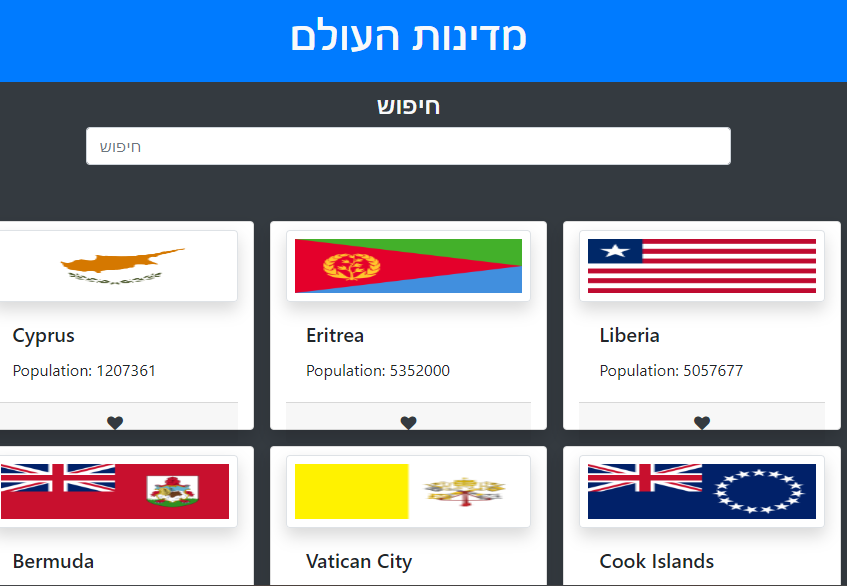 מדינות העולם
חיפוש
חיפוש
Cyprus
Population: 1207361
Eritrea
Population: 5352000
Liberia
Population: 5057677
Bermuda
Vatican City
Cook Islands